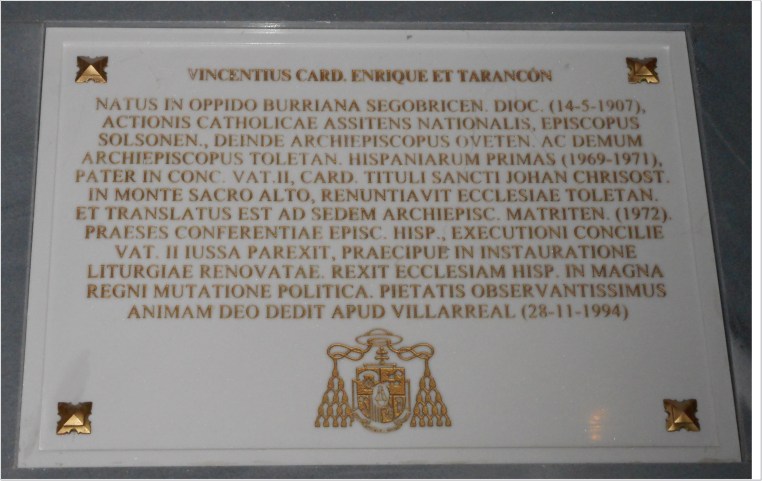 VINCENTIUS CARD. ENRIQUE ET TARANCÓN
NATUS IN OPPIDO BURRIANA SEGOBRICEN. DIOC. (14-5-1907),
ACTIONIS CATHOLICAE ASSITENS NATIONALIS, EPISCOPUS
SOLSONEN., DEINDE ARCHIEPISCOPUS OVETEN. AC DEMUM
ARCHIEPISCOPUS TOLETAN. HISPANIARUM PRIMAS (1969-1971),
PATER IN CONC. VAT.II, CARD. TITULI SANCTI JOHAN CHRISOST.
IN MONTE SACRO ALTO, RENUNTIAVIT ECCLESIAE TOLETAN.
ET TRANSLATUS EST AD SEDEM ARCHIEPISC. MATRITEN. (1972).
PRAESES CONFERENTIAE EPISC. HISP., EXECUTIONI CONCILIE
VAT. II IUSSA PAREXIT, PRAECIPUE IN INSTAURATIONE
LITURGIAE RENOVATAE. REXIT ECCLESIAM HISP. IN MAGNA
REGNI MUTATIONE POLITICA. PIETATIS OBSERVANTISSIMUS
ANIMAM DEO DEDIT APUD VILLARREAL (28-11-1994)